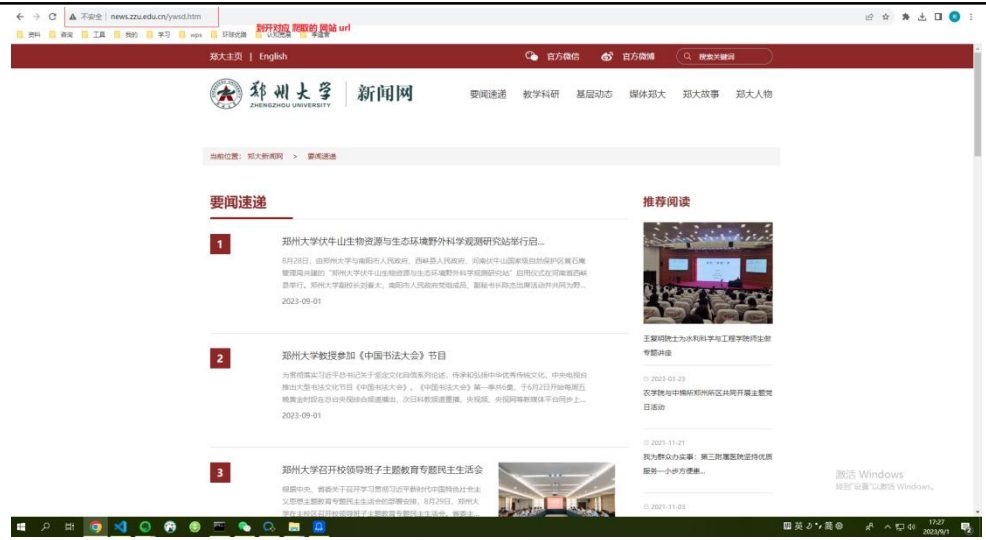 不安全 | news.zzu.edu.cn/ywsd.htm
到开对应 爬取的 网站 url
资料 咨询 工具 我的 学习 wps 环球优路 认知觉醒 李建景
郑大主页 | English
官方微信 官方微博 搜索关键词
郑州大学 新闻网
ZHENGZHOU UNIVERSITY
要闻速递 教学科研 基层动态 媒体郑大 郑大故事 郑大人物
当前位置: 郑大新闻网 > 要闻速递
要闻速递
1
郑州大学伏牛山生物资源与生态环境野外科学观测研究站举行启...
8月28日，由郑州大学与南阳市人民政府、西峡县人民政府、河南伏牛山国家级自然保护区黄石庵
管理局共建的“郑州大学伏牛山生物资源与生态环境野外科学观测研究站”启用仪式在河南省西峡
县举行。郑州大学副校长刘春太，南阳市人民政府党组成员、副秘书长陈杰出席活动并共同为野...
2023-09-01
2
郑州大学教授参加《中国书法大会》节目
为贯彻落实习近平总书记关于坚定文化自信系列论述，传承和弘扬中华优秀传统文化，中央电视台
推出大型书法文化节目《中国书法大会》。《中国书法大会》第一季共6集，于6月2日开始每周五
晚黄金时段在总台央视综合频道播出，次日科教频道重播，央视频、央视网等新媒体平台同步上...
2023-09-01
3
郑州大学召开校领导班子主题教育专题民主生活会
根据中央、省委关于召开学习贯彻习近平新时代中国特色社会主
义思想主题教育专题民主生活会的部署安排，8月29日，郑州大
学在主校区召开校级领导班子主题教育专题民主生活会。省委主...
推荐阅读
王复明院士为水利科学与工程学院师生做
专题讲座
2023-03-23
农学院与中棉所郑州所区共同开展主题党
日活动
2021-11-21
我为群众办实事：第三附属医院坚持优质
服务一小步方便患...
2021-11-03
激活 Windows
转到“设置”以激活 Windows。
英 简
17:27
2023/9/1